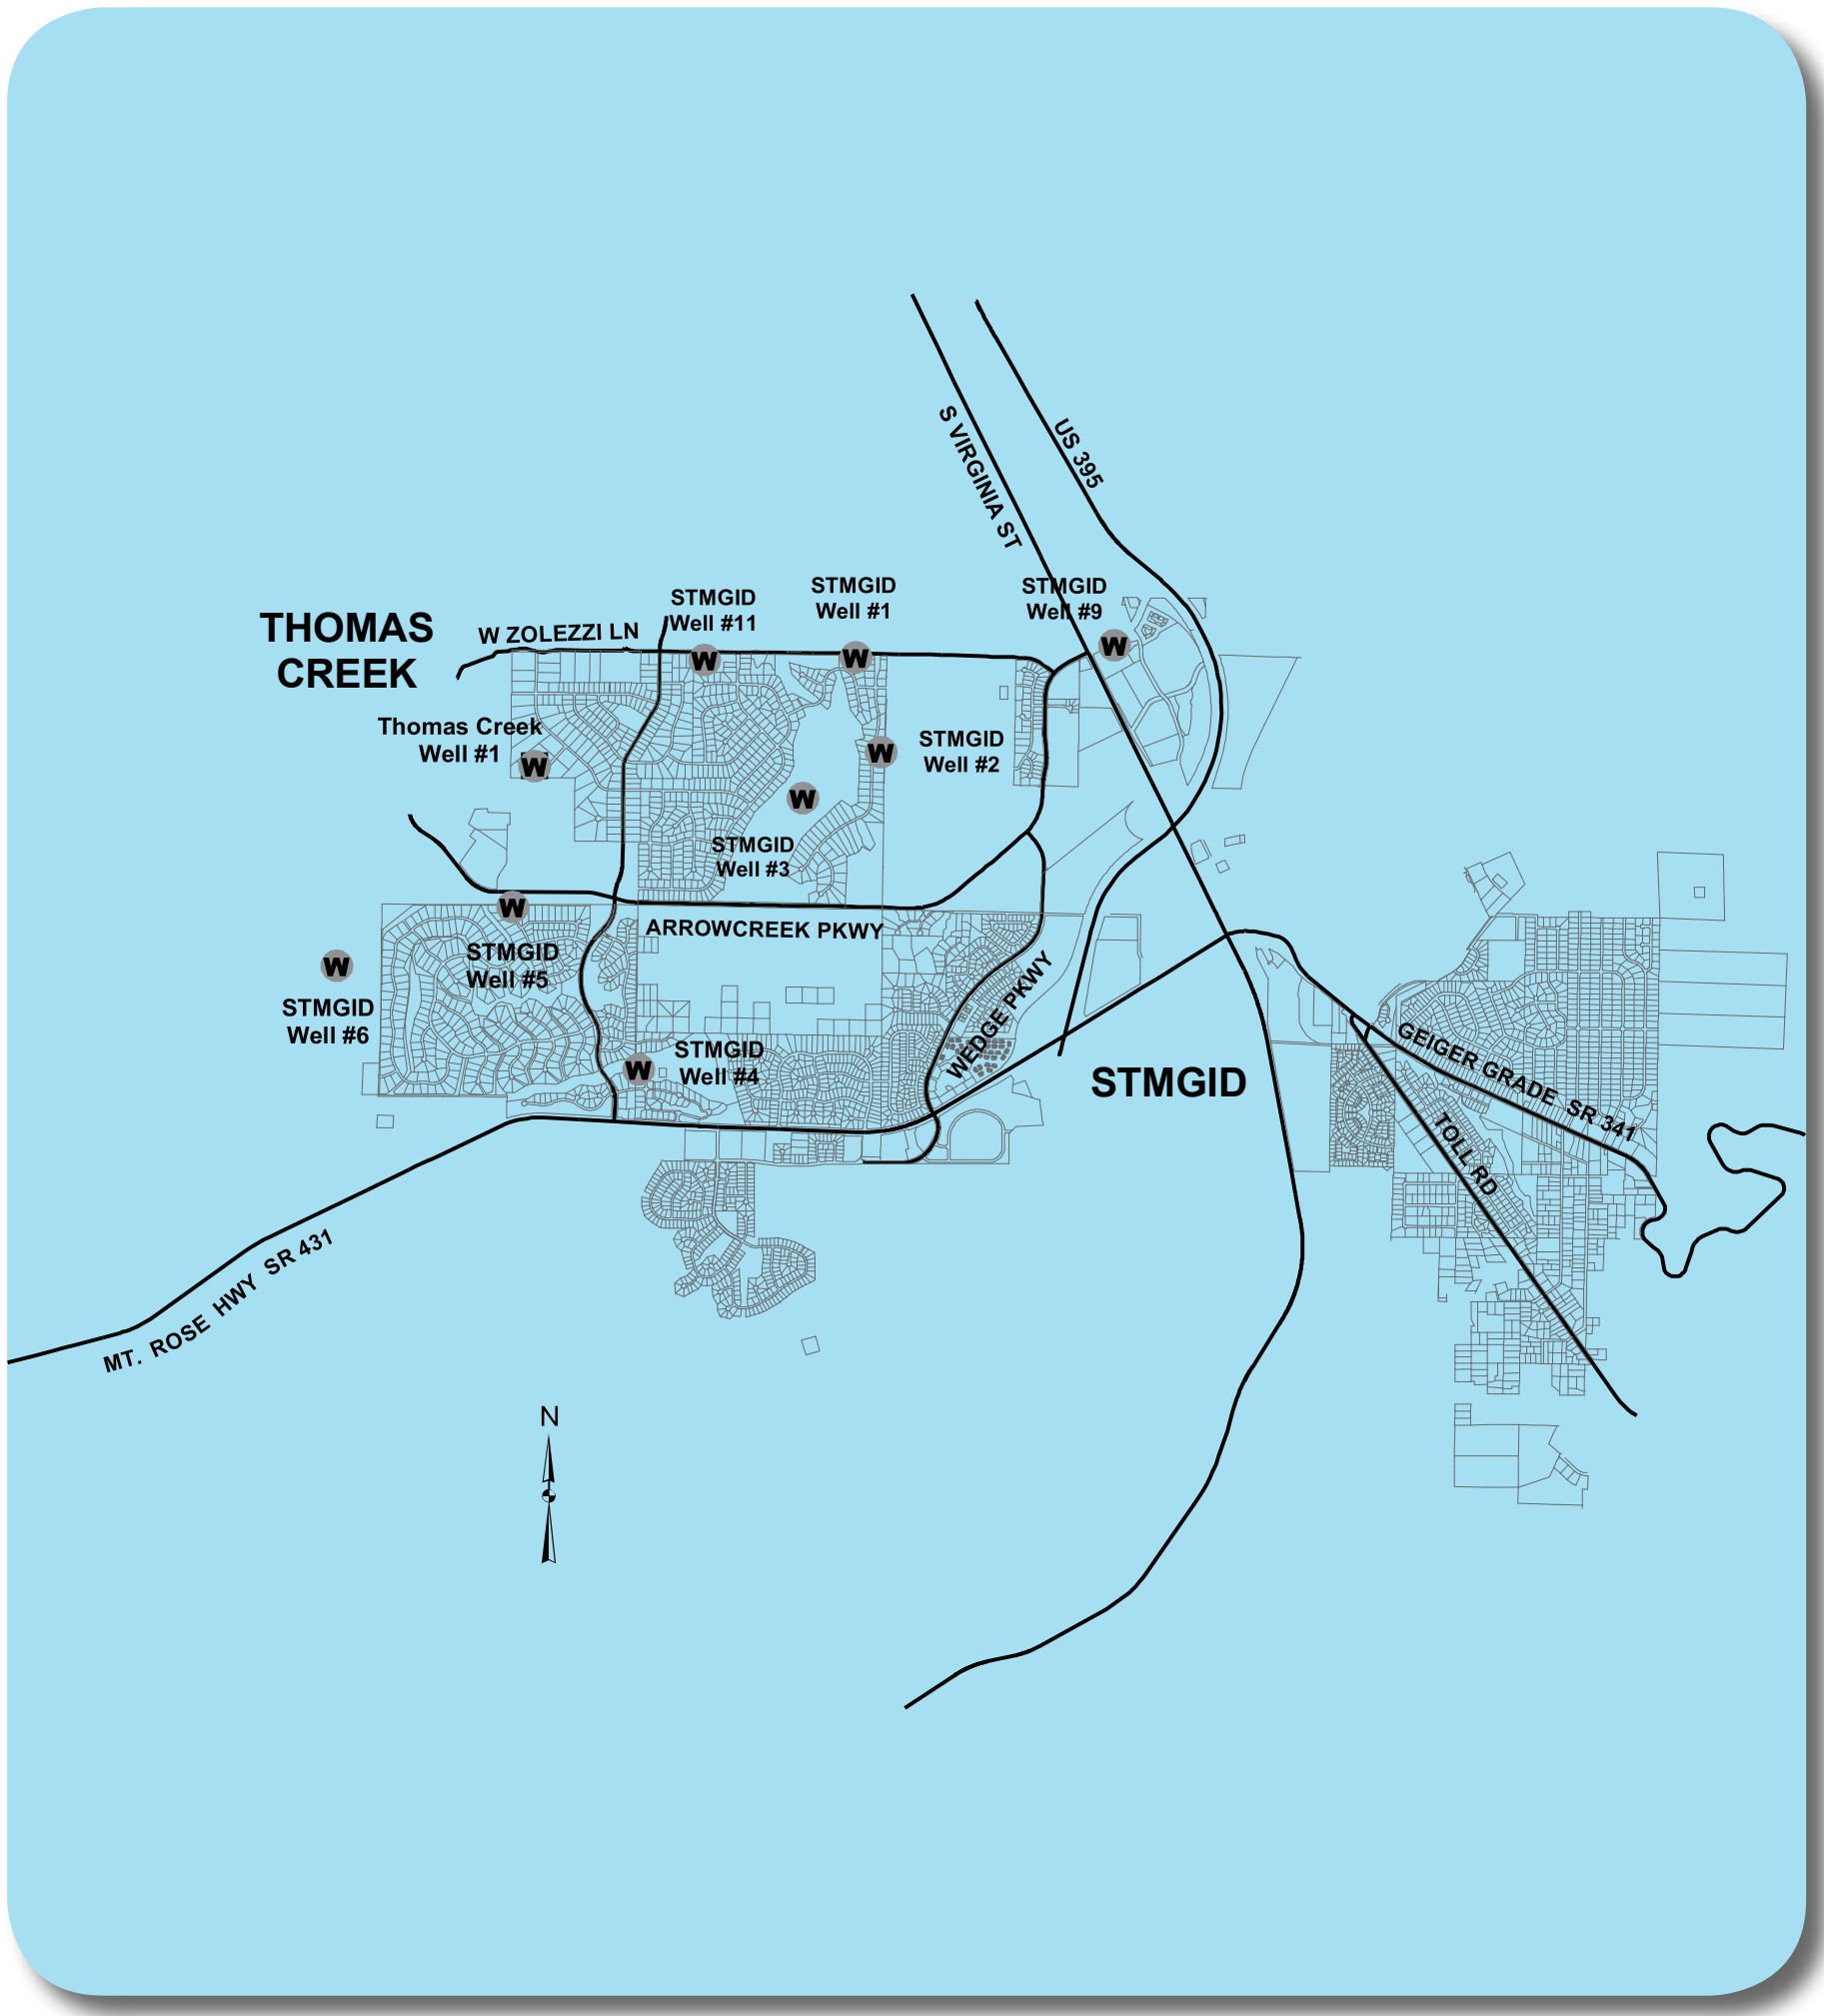 S VIRGINIA ST
US 395
STMGID
Well #11
STMGID
Well #1
STMGID
Well #9
THOMAS
CREEK
W ZOLEZZI LN
W
W
W
Thomas Creek
Well #1
W
W
STMGID
Well #2
W
STMGID
Well #3
W
ARROWCREEK PKWY
STMGID
Well #5
W
STMGID
Well #6
WEDGE PKWY
STMGID
Well #4
W
STMGID
GEIGER GRADE SR 341
TOLL RD
MT. ROSE HWY SR 431
N